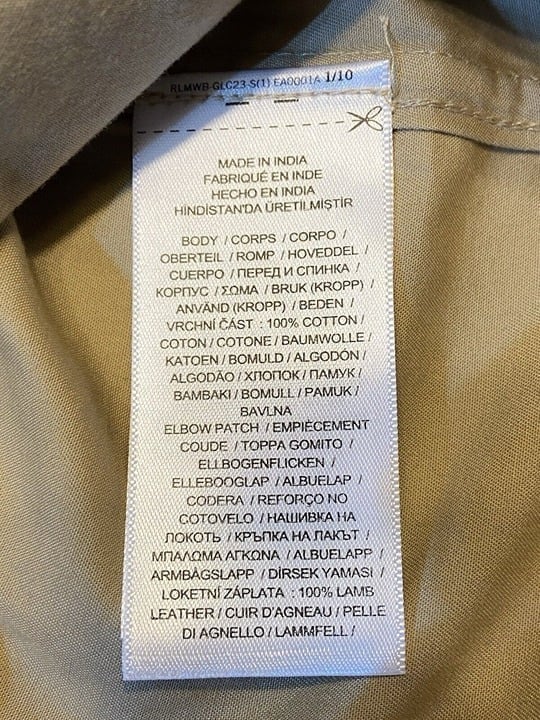 RLMWB-GLC23-S(1) EA0001A 1/10
MADE IN INDIA
FABRIQUÉ EN INDE
HECHO EN INDIA
HİNDİSTAN'DA ÜRETİLMİŞTİR
BODY / CORPS / CORPO /
OBERTEIL / ROMP / HOVEDDEL /
CUERPO / ПЕРЕД И СПИНКА /
КОРПУС / ΣΩΜΑ / BRUK (KROPP) /
ANVÄND (KROPP) / BEDEN /
VRCHNÍ ČÁST : 100% COTTON /
COTON / COTONE / BAUMWOLLE /
KATOEN / BOMULD / ALGODÓN /
ALGODÃO / ХЛОПОК / ПАМУК /
BAMBAKI / BOMULL / PAMUK /
BAVLNA
ELBOW PATCH / EMPIÈCEMENT
COUDE / TOPPA GOMITO /
ELLBOGENFLICKEN /
ELLEBOOGLAP / ALBUELAP /
CODERA / REFORÇO NO
COTOVELO / НАШИВКА НА
ЛОКОТЬ / КРЪПКА НА ЛАКЪТ /
ΜΠΑΛΩΜΑ ΑΓΚΩΝΑ / ALBUELAPP /
ARMBÅGSLAPP / DİRSEK YAMASI /
LOKETNÍ ZÁPLATA : 100% LAMB
LEATHER / CUIR D'AGNEAU / PELLE
DI AGNELLO / LAMMFELL /